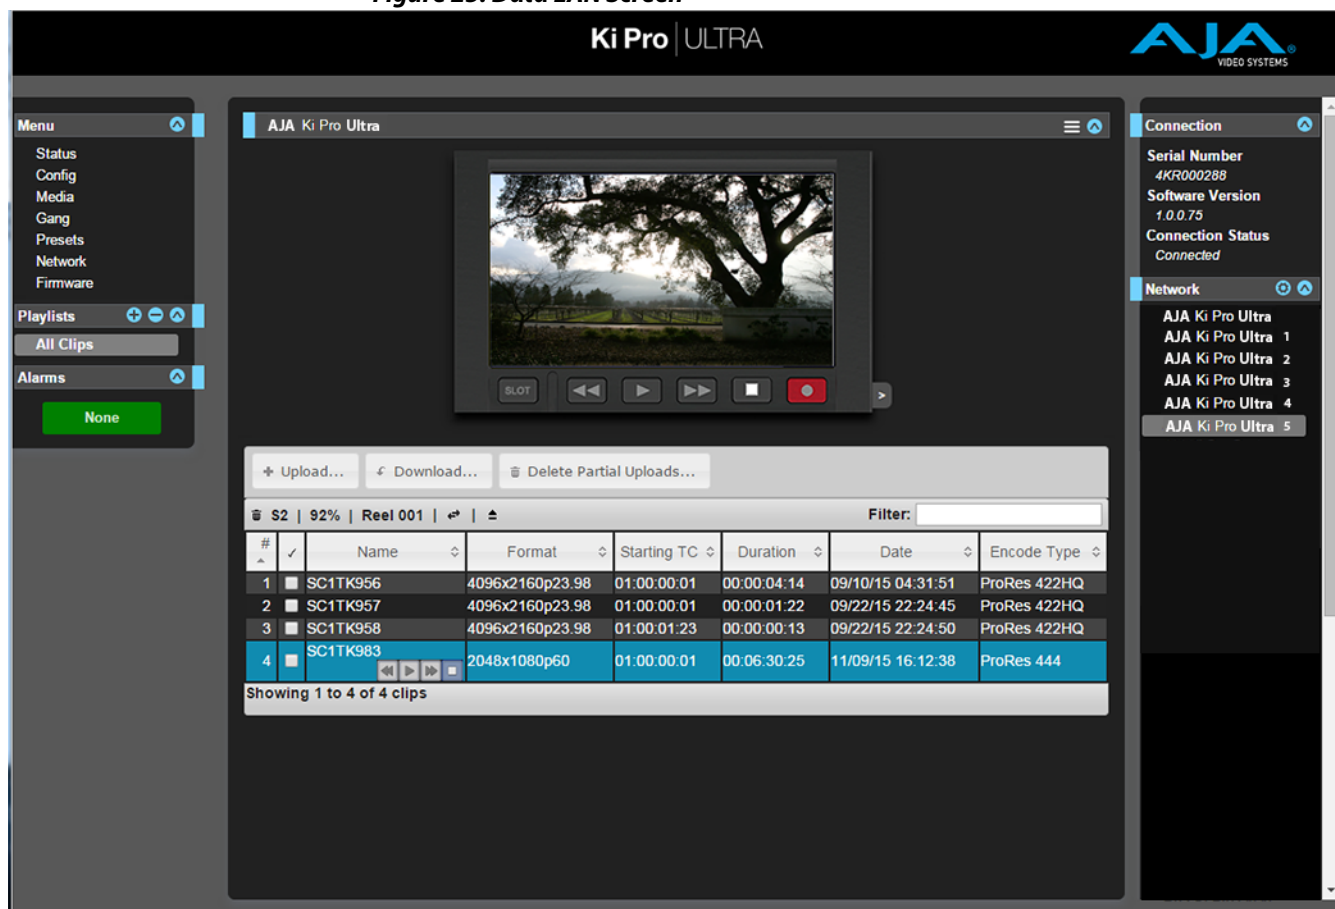 Figure 23. Data LAN Screen
Ki Pro | ULTRA
AJA
VIDEO SYSTEMS
Menu
Status
Config
Media
Gang
Presets
Network
Firmware
Playlists
All Clips
Alarms
None
AJA Ki Pro Ultra
SLOT
>
Upload...
Download...
Delete Partial Uploads...
S2 | 92% | Reel 001 | |
Filter:
# ✓ Name Format Starting TC Duration Date Encode Type
1 SC1TK956 4096x2160p23.98 01:00:00:01 00:00:04:14 09/10/15 04:31:51 ProRes 422HQ
2 SC1TK957 4096x2160p23.98 01:00:00:01 00:00:01:22 09/22/15 22:24:45 ProRes 422HQ
3 SC1TK958 4096x2160p23.98 01:00:01:23 00:00:00:13 09/22/15 22:24:50 ProRes 422HQ
4 SC1TK983 2048x1080p60 01:00:00:01 00:06:30:25 11/09/15 16:12:38 ProRes 444
Showing 1 to 4 of 4 clips
Connection
Serial Number
4KR000288
Software Version
1.0.0.75
Connection Status
Connected
Network
AJA Ki Pro Ultra
AJA Ki Pro Ultra 1
AJA Ki Pro Ultra 2
AJA Ki Pro Ultra 3
AJA Ki Pro Ultra 4
AJA Ki Pro Ultra 5